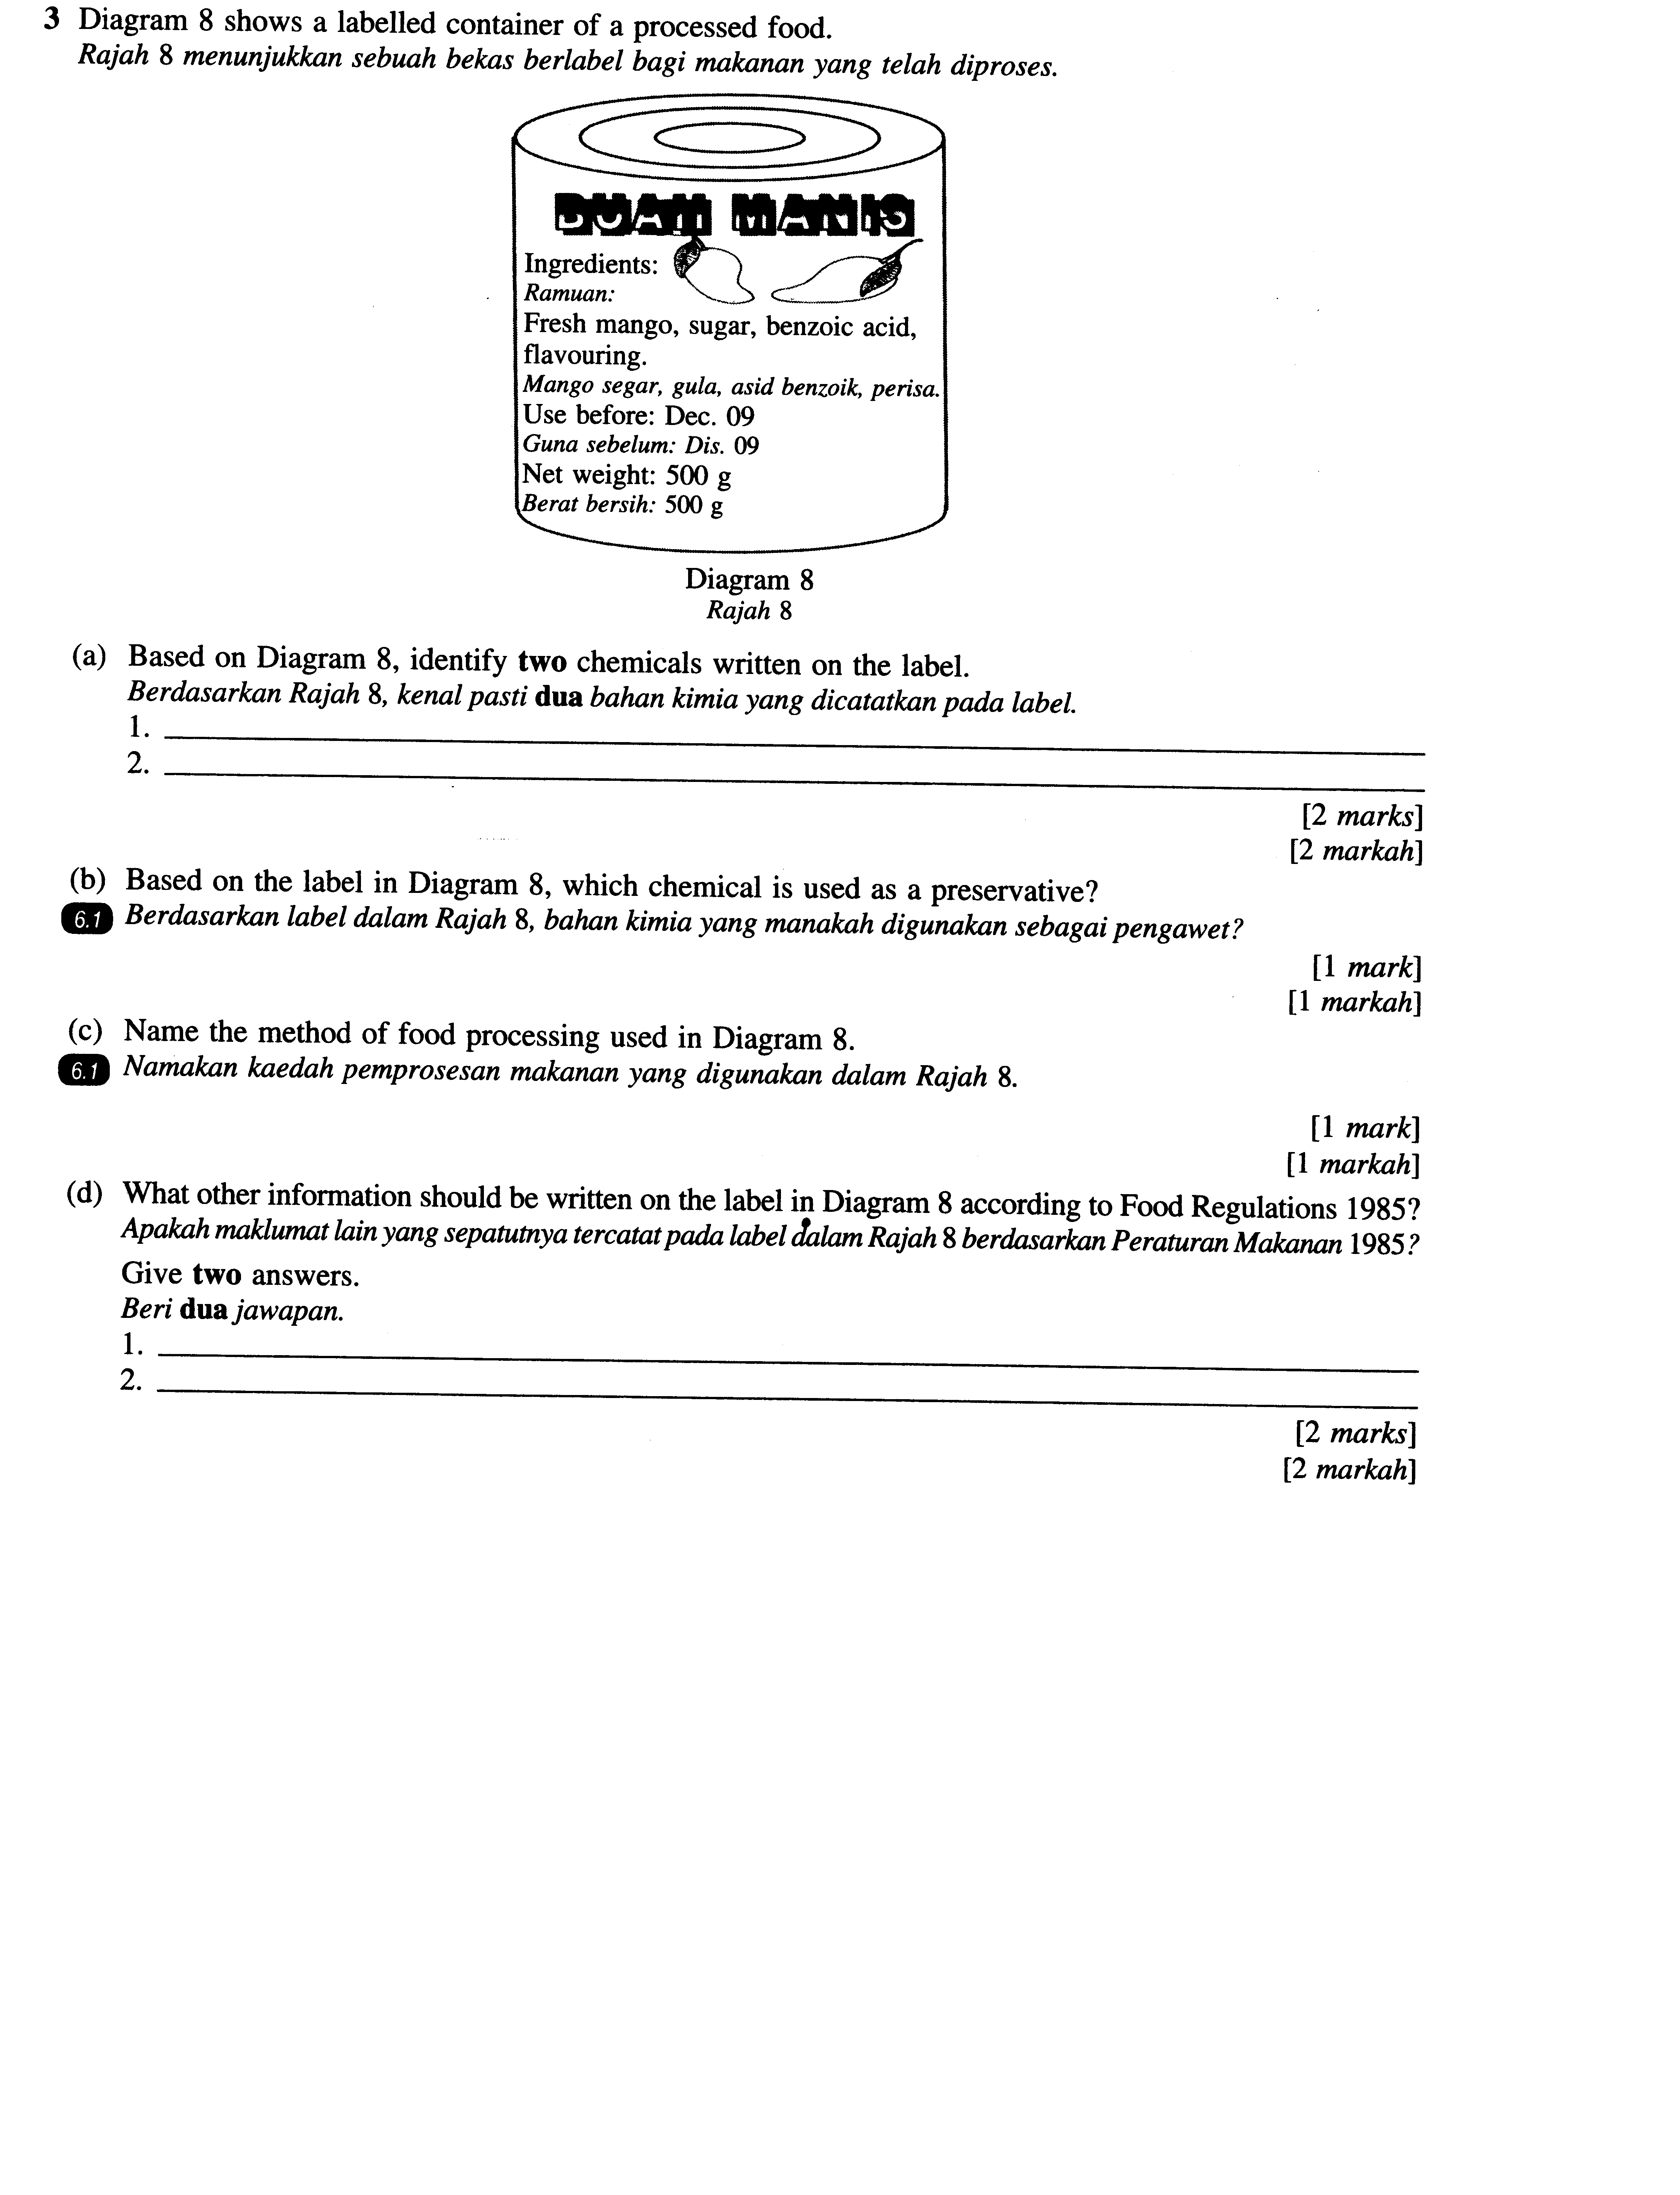 3 Diagram 8 shows a labelled container of a processed food.
Rajah 8 menunjukkan sebuah bekas berlabel bagi makanan yang telah diproses.
BUAH MANIS
Ingredients:
Ramuan:
Fresh mango, sugar, benzoic acid,
flavouring.
Mango segar, gula, asid benzoik, perisa.
Use before: Dec. 09
Guna sebelum: Dis. 09
Net weight: 500 g
Berat bersih: 500 g
Diagram 8
Rajah 8
(a) Based on Diagram 8, identify two chemicals written on the label.
Berdasarkan Rajah 8, kenal pasti dua bahan kimia yang dicatatkan pada label.
1.
2.
[2 marks]
[2 markah]
(b) Based on the label in Diagram 8, which chemical is used as a preservative?
6.1 Berdasarkan label dalam Rajah 8, bahan kimia yang manakah digunakan sebagai pengawet?
[1 mark]
[1 markah]
(c) Name the method of food processing used in Diagram 8.
6.1 Namakan kaedah pemprosesan makanan yang digunakan dalam Rajah 8.
[1 mark]
[1 markah]
(d) What other information should be written on the label in Diagram 8 according to Food Regulations 1985?
Apakah maklumat lain yang sepatutnya tercatat pada label dalam Rajah 8 berdasarkan Peraturan Makanan 1985?
Give two answers.
Beri dua jawapan.
1.
2.
[2 marks]
[2 markah]